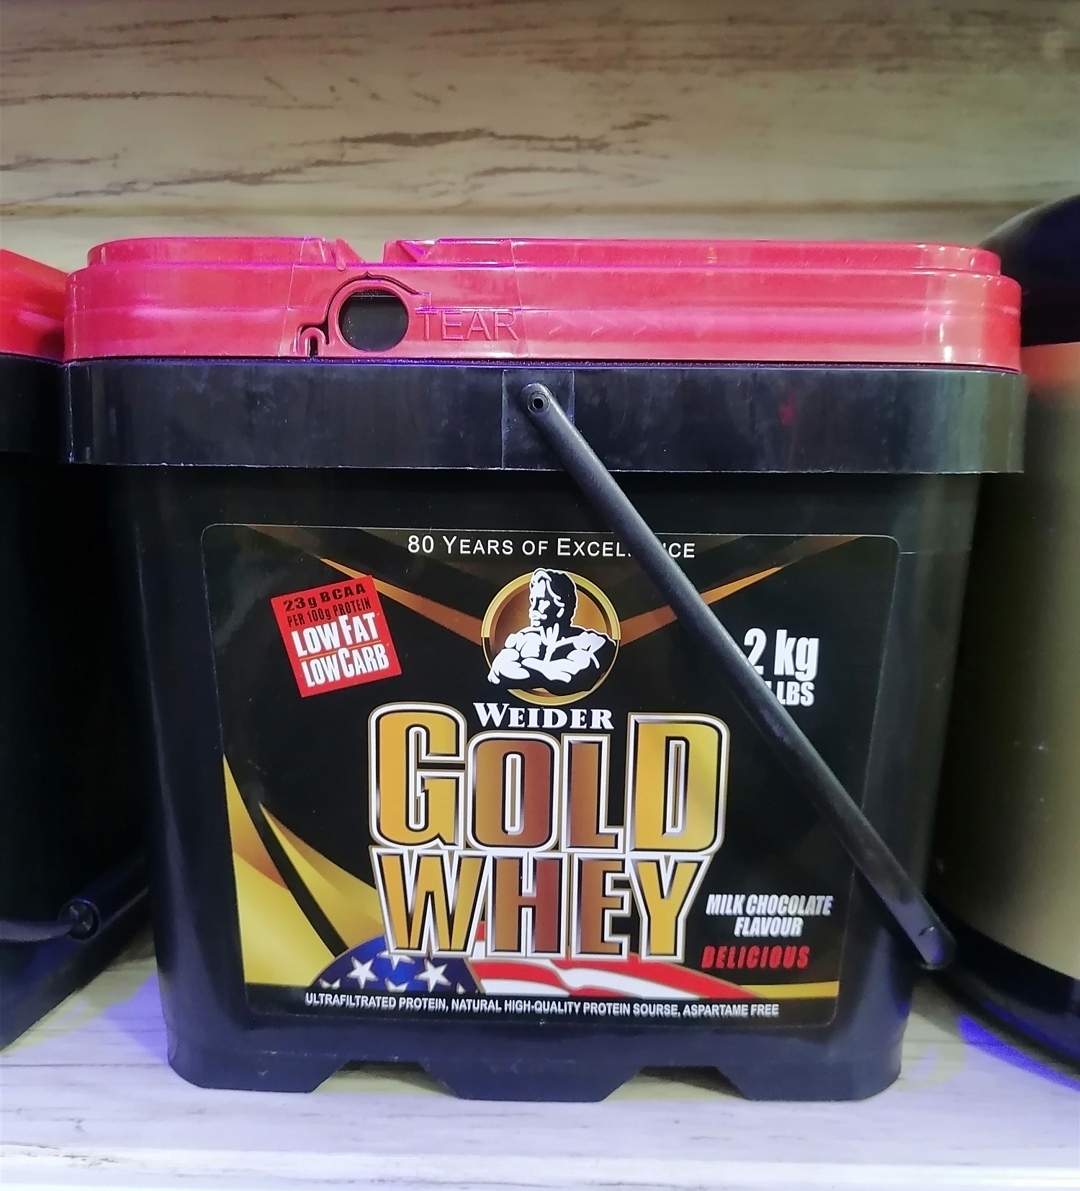 TEAR
80 YEARS OF
23g BCAA
PER 100g PROTEIN
LOW FAT
LOW CARB
2 kg
LBS
WEIDER
GOLD
WHEY
MILK CHOCOLATE
FLAVOUR
DELICIOUS
ULTRAFILTRATED PROTEIN, NATURAL HIGH-QUALITY PROTEIN SOURSE, ASPARTAME FREE